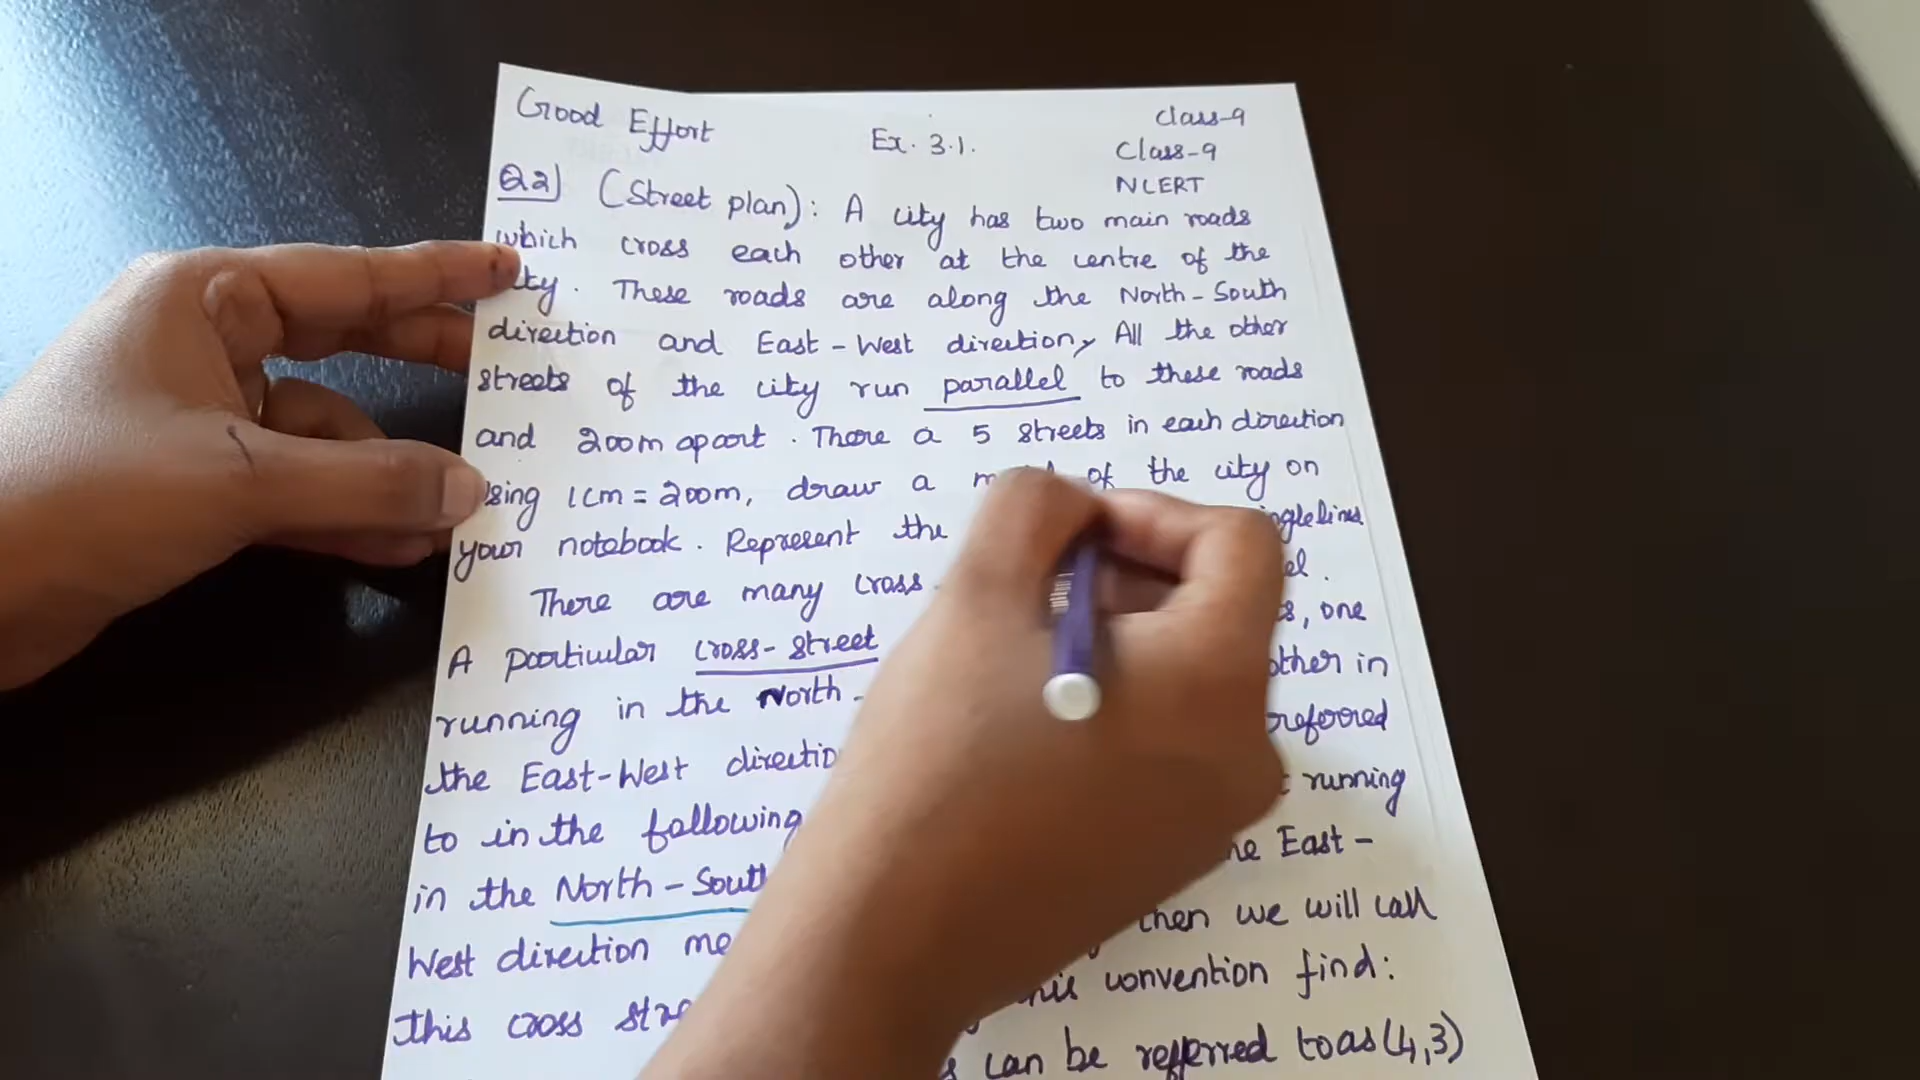 Good Effort
Ex. 3.1.
Class-9
Class-9
NCERT
Q2) (Street plan): A city has two main roads
which cross each other at the centre of the
city. These roads are along the North-South
direction and East-West direction, All the other
streets of the city run parallel to these roads
and 200m apart. There a 5 streets in each direction
1cm = 200m, draw a of the city on
your notebook. Represent the
There are many cross
A particular cross-street , one
running in the North- other in
the East-West direction referred
to in the following running
in the North-South the East-
West direction then we will call
this cross this convention find:
can be referred to as (4,3)